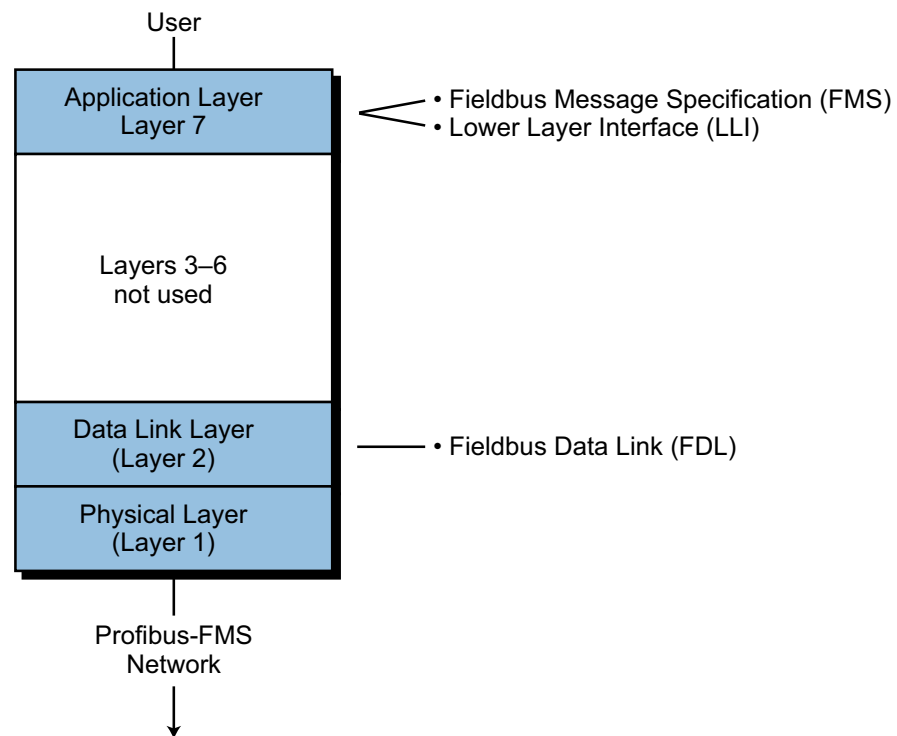 User
Application Layer
Layer 7
• Fieldbus Message Specification (FMS)
• Lower Layer Interface (LLI)
Layers 3–6
not used
Data Link Layer
(Layer 2)
• Fieldbus Data Link (FDL)
Physical Layer
(Layer 1)
Profibus-FMS
Network